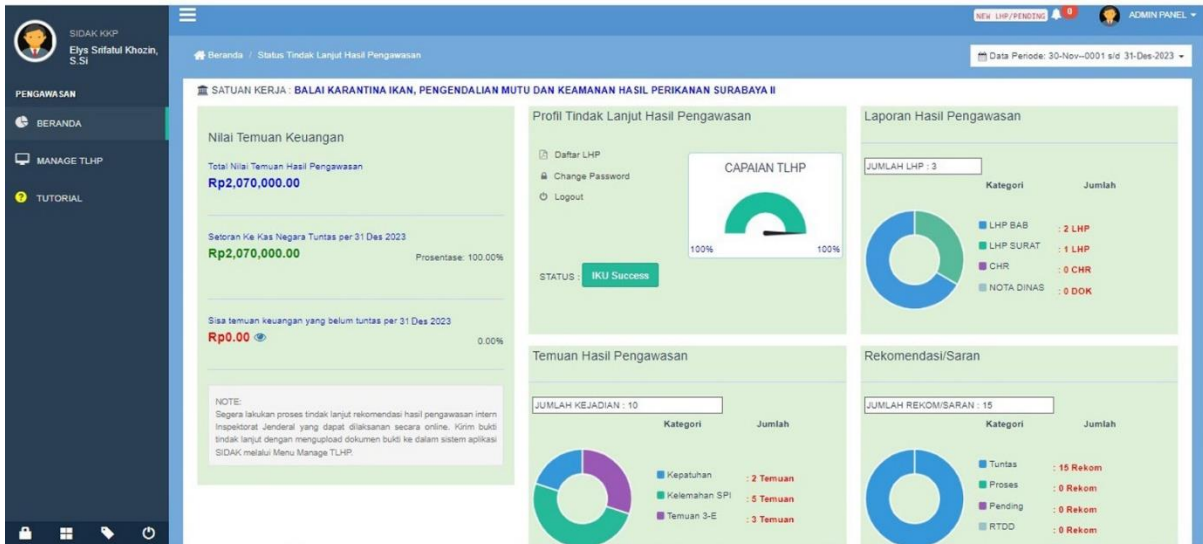 SIDAK KKP
Elys Srifatul Khozin,
S.Si
PENGAWASAN
BERANDA
MANAGE TLHP
TUTORIAL
NEW LHP/PENDING
0
ADMIN PANEL
Beranda / Status Tindak Lanjut Hasil Pengawasan
Data Periode: 30-Nov--0001 s/d 31-Des-2023
SATUAN KERJA : BALAI KARANTINA IKAN, PENGENDALIAN MUTU DAN KEAMANAN HASIL PERIKANAN SURABAYA II
Nilai Temuan Keuangan
Total Nilai Temuan Hasil Pengawasan
Rp2,070,000.00
Setoran Ke Kas Negara Tuntas per 31 Des 2023
Rp2,070,000.00
Prosentase: 100.00%
Sisa temuan keuangan yang belum tuntas per 31 Des 2023
Rp0.00
0.00%
NOTE:
Segera lakukan proses tindak lanjut rekomendasi hasil pengawasan intern
Inspektorat Jenderal yang dapat dilaksanan secara online. Kirim bukti
tindak lanjut dengan mengupload dokumen bukti ke dalam sistem aplikasi
SIDAK melalui Menu Manage TLHP.
Profil Tindak Lanjut Hasil Pengawasan
Daftar LHP
Change Password
Logout
CAPAIAN TLHP
100%
100%
STATUS : IKU Success
Laporan Hasil Pengawasan
JUMLAH LHP : 3
Kategori Jumlah
LHP BAB : 2 LHP
LHP SURAT : 1 LHP
CHR : 0 CHR
NOTA DINAS : 0 DOK
Temuan Hasil Pengawasan
JUMLAH KEJADIAN : 10
Kategori Jumlah
Kepatuhan : 2 Temuan
Kelemahan SPI : 5 Temuan
Temuan 3-E : 3 Temuan
Rekomendasi/Saran
JUMLAH REKOM/SARAN : 15
Kategori Jumlah
Tuntas : 15 Rekom
Proses : 0 Rekom
Pending : 0 Rekom
RTDD : 0 Rekom